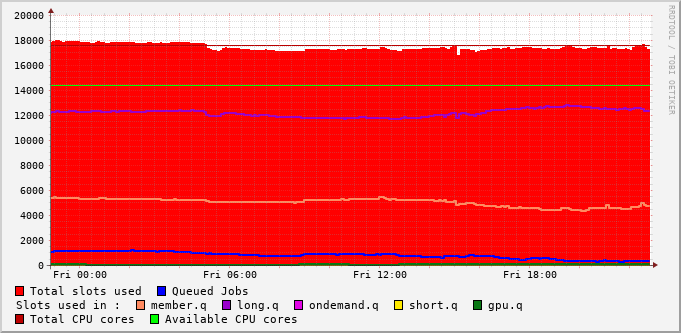 20000
18000
16000
14000
12000
10000
8000
6000
4000
2000
0
Fri 00:00 Fri 06:00 Fri 12:00 Fri 18:00
Total slots used Queued Jobs
Slots used in : member.q long.q ondemand.q short.q gpu.q
Total CPU cores Available CPU cores
RRDTOOL / TOBI OETIKER